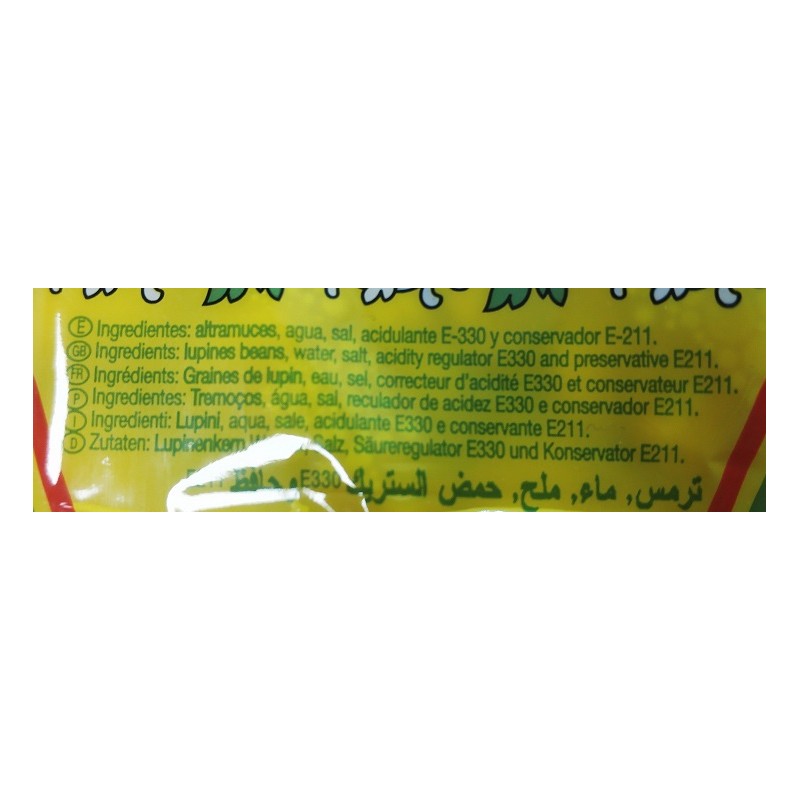 E Ingredientes: altramuces, agua, sal, acidulante E-330 y conservador E-211.
GB Ingredients: lupines beans, water, salt, acidity regulator E330 and preservative E211.
FR Ingrédients: Graines de lupin, eau, sel, correcteur d'acidité E330 et conservateur E211.
P Ingredientes: Tremoços, água, sal, reculador de acidez E330 e conservador E211.
I Ingredienti: Lupini, aqua, sale, acidulante E330 e conservante E211.
D Zutaten: Lupinenkern, Salz, Säureregulator E330 und Konservator E211.
ترمس, ماء, ملح, حمض الستريك E330 وحافظ